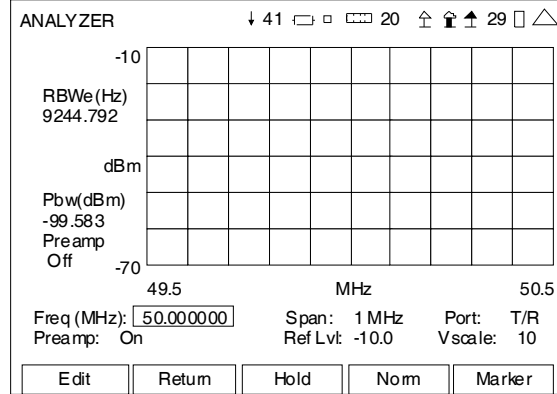 ANALYZER ↓ 41 20 29
-10
RBWe(Hz)
9244.792
dBm
Pbw(dBm)
-99.583
Preamp
Off
-70
49.5 MHz 50.5
Freq (MHz): 50.000000 Span: 1 MHz Port: T/R
Preamp: On Ref Lvl: -10.0 Vscale: 10
Edit Return Hold Norm Marker